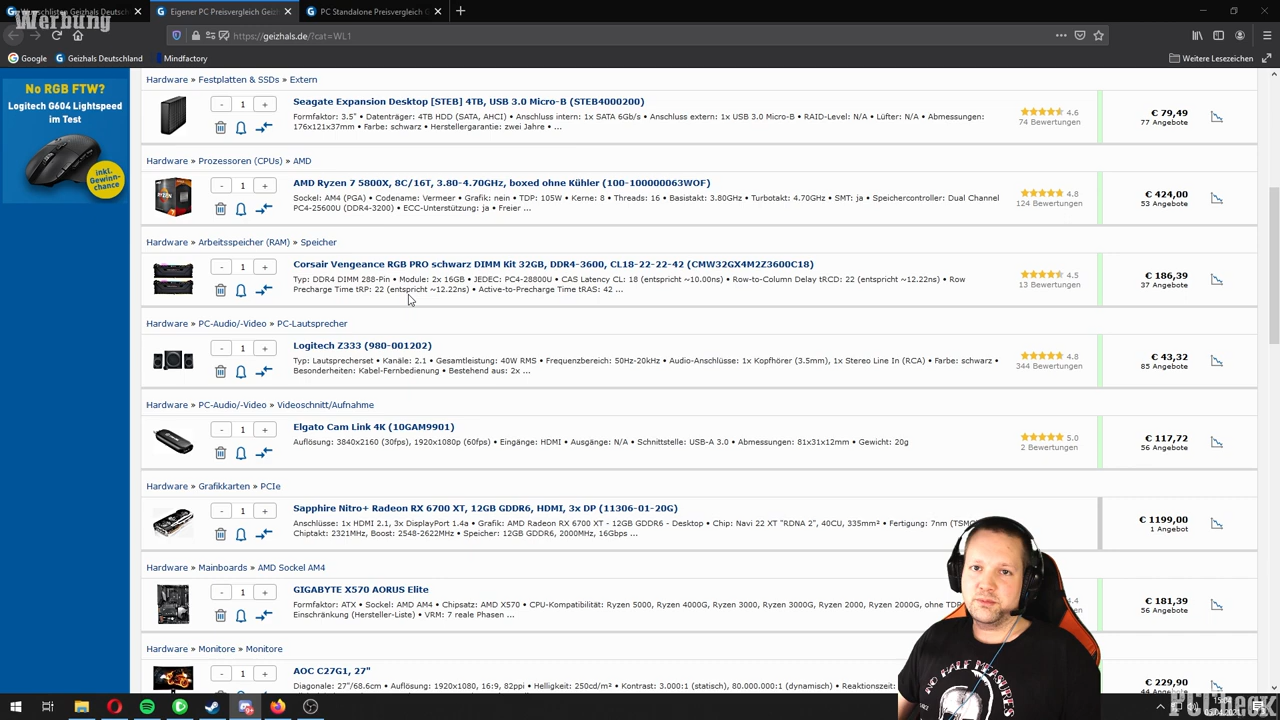 Wunschlisten Geizhals Deutsch
Eigener PC Preisvergleich Geizh
PC Standalone Preisvergleich G
Werbung
https://geizhals.de/?cat=WL1
Google
Geizhals Deutschland
Mindfactory
Weitere Lesezeichen
No RGB FTW?
Logitech G604 Lightspeed
im Test
inkl.
Gewinn-
chance
Hardware » Festplatten & SSDs » Extern
- 1 +
Seagate Expansion Desktop [STEB] 4TB, USB 3.0 Micro-B (STEB4000200)
Formfaktor: 3.5" • Datenträger: 4TB HDD (SATA, AHCI) • Anschluss intern: 1x SATA 6Gb/s • Anschluss extern: 1x USB 3.0 Micro-B • RAID-Level: N/A • Lüfter: N/A • Abmessungen:
176x121x37mm • Farbe: schwarz • Herstellergarantie: zwei Jahre • ...
4.6
74 Bewertungen
€ 79,49
77 Angebote
Hardware » Prozessoren (CPUs) » AMD
- 1 +
AMD Ryzen 7 5800X, 8C/16T, 3.80-4.70GHz, boxed ohne Kühler (100-100000063WOF)
Sockel: AM4 (PGA) • Codename: Vermeer • Grafik: nein • TDP: 105W • Kerne: 8 • Threads: 16 • Basistakt: 3.80GHz • Turbotakt: 4.70GHz • SMT: ja • Speichercontroller: Dual Channel
PC4-25600U (DDR4-3200) • ECC-Unterstützung: ja • Freier ...
4.8
124 Bewertungen
€ 424,00
53 Angebote
Hardware » Arbeitsspeicher (RAM) » Speicher
- 1 +
Corsair Vengeance RGB PRO schwarz DIMM Kit 32GB, DDR4-3600, CL18-22-22-42 (CMW32GX4M2Z3600C18)
Typ: DDR4 DIMM 288-Pin • Module: 2x 16GB • JEDEC: PC4-28800U • CAS Latency CL: 18 (entspricht ~10.00ns) • Row-to-Column Delay tRCD: 22 (entspricht ~12.22ns) • Row
Precharge Time tRP: 22 (entspricht ~12.22ns) • Active-to-Precharge Time tRAS: 42 ...
4.5
13 Bewertungen
€ 186,39
37 Angebote
Hardware » PC-Audio/-Video » PC-Lautsprecher
- 1 +
Logitech Z333 (980-001202)
Typ: Lautsprecherset • Kanäle: 2.1 • Gesamtleistung: 40W RMS • Frequenzbereich: 50Hz-20kHz • Audio-Anschlüsse: 1x Kopfhörer (3.5mm), 1x Stereo Line In (RCA) • Farbe: schwarz •
Besonderheiten: Kabel-Fernbedienung • Bestehend aus: 2x ...
4.8
344 Bewertungen
€ 43,32
85 Angebote
Hardware » PC-Audio/-Video » Videoschnitt/Aufnahme
- 1 +
Elgato Cam Link 4K (10GAM9901)
Auflösung: 3840x2160 (30fps), 1920x1080p (60fps) • Eingänge: HDMI • Ausgänge: N/A • Schnittstelle: USB-A 3.0 • Abmessungen: 81x31x12mm • Gewicht: 20g
5.0
2 Bewertungen
€ 117,72
56 Angebote
Hardware » Grafikkarten » PCIe
- 1 +
Sapphire Nitro+ Radeon RX 6700 XT, 12GB GDDR6, HDMI, 3x DP (11306-01-20G)
Anschlüsse: 1x HDMI 2.1, 3x DisplayPort 1.4a • Grafik: AMD Radeon RX 6700 XT - 12GB GDDR6 - Desktop • Chip: Navi 22 XT "RDNA 2", 40CU, 335mm² • Fertigung: 7nm (TSMC
Chiptakt: 2321MHz, Boost: 2548-2622MHz • Speicher: 12GB GDDR6, 2000MHz, 16Gbps ...
€ 1199,00
1 Angebot
Hardware » Mainboards » AMD Sockel AM4
- 1 +
GIGABYTE X570 AORUS Elite
Formfaktor: ATX • Sockel: AMD AM4 • Chipsatz: AMD X570 • CPU-Kompatibilität: Ryzen 5000, Ryzen 4000G, Ryzen 3000, Ryzen 3000G, Ryzen 2000, Ryzen 2000G, ohne TDP
Einschränkung (Hersteller-Liste) • VRM: 7 reale Phasen ...
€ 181,39
56 Angebote
Hardware » Monitore » Monitore
- 1 +
AOC C27G1, 27"
Diagonale: 27"/68.6cm • Auflösung: 1920x1080, 16:9, 82ppi • Helligkeit: 250cd/m² • Kontrast: 3.000:1 (statisch), 80.000.000:1 (dynamisch) • Reaktionszeit:
€ 229,90
44 Angebote
HALF MEASURES
PCCheck